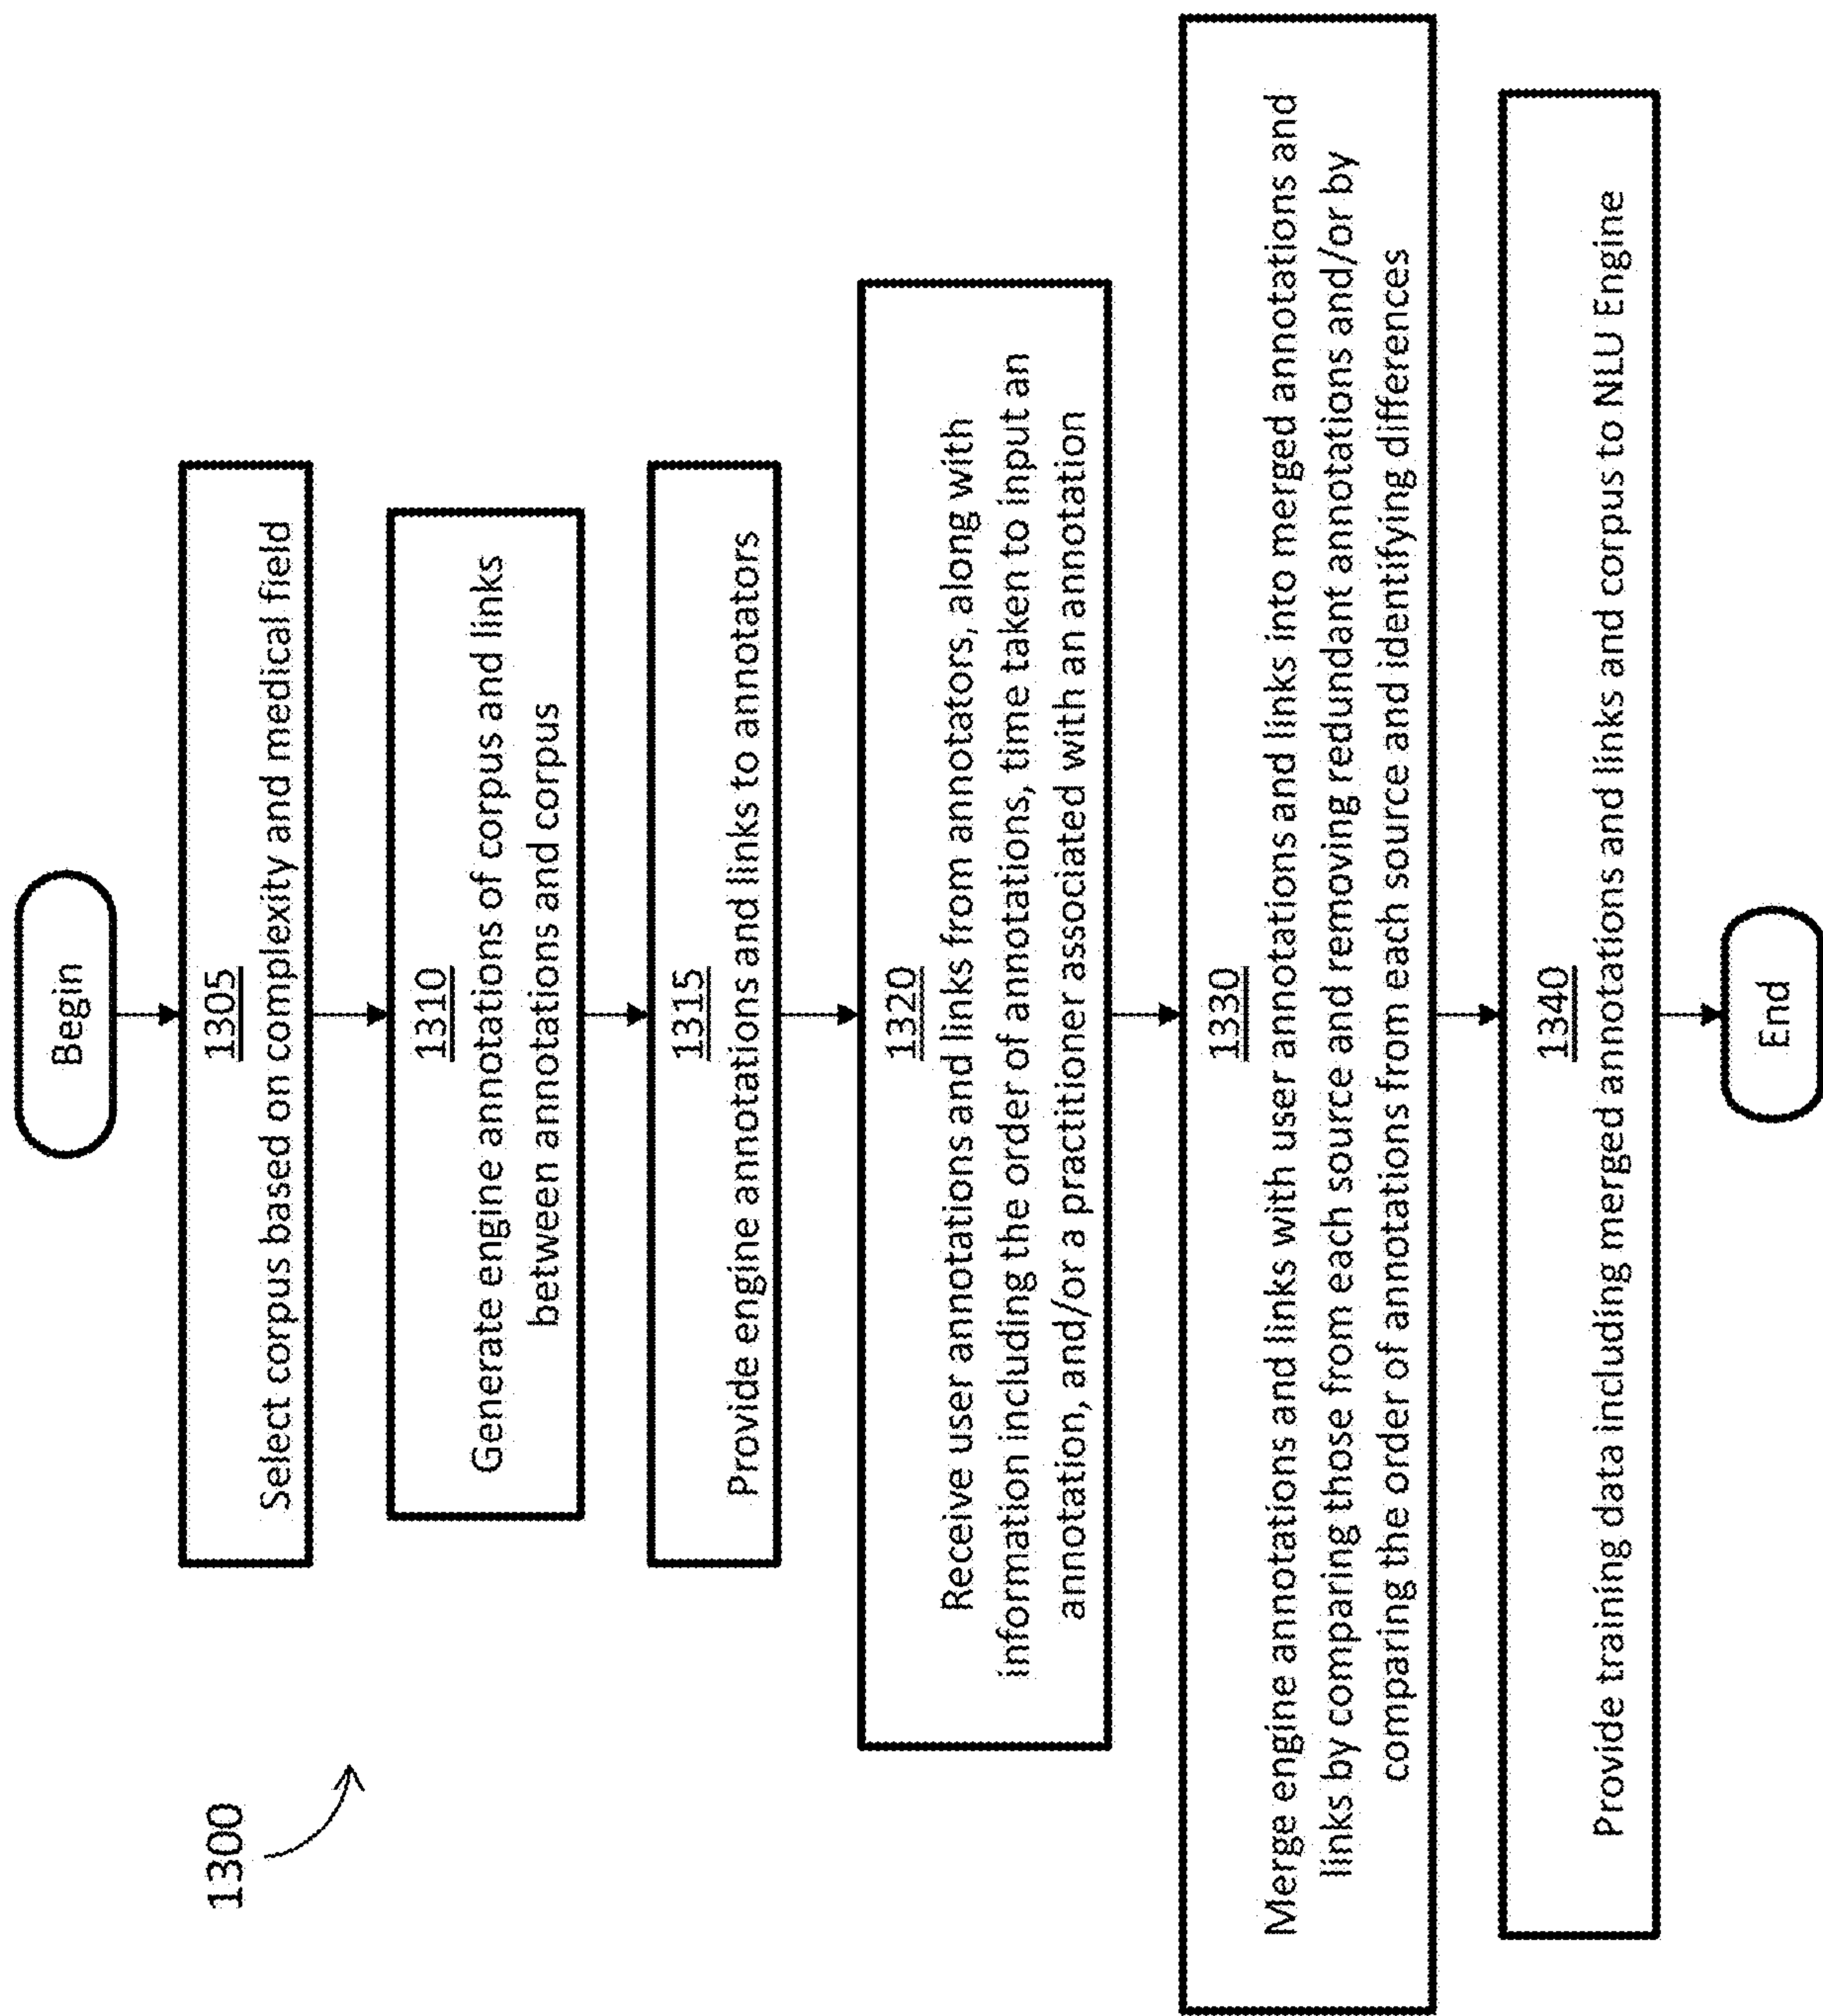 1300
Begin
1305
Select corpus based on complexity and medical field
1310
Generate engine annotations of corpus and links
between annotations and corpus
1315
Provide engine annotations and links to annotators
1320
Receive user annotations and links from annotators, along with
information including the order of annotations, time taken to input an
annotation, and/or a practitioner associated with an annotation
1330
Merge engine annotations and links with user annotations and links into merged annotations and
links by comparing those from each source and removing redundant annotations and/or by
comparing the order of annotations from each source and identifying differences
1340
Provide training data including merged annotations and links and corpus to NLU Engine
End